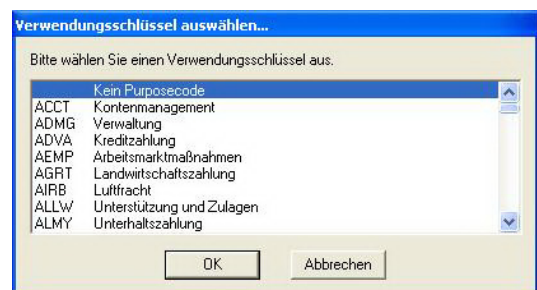 Verwendungsschlüssel auswählen...
Bitte wählen Sie einen Verwendungsschlüssel aus.
Kein Purposecode
ACCT Kontenmanagement
ADMG Verwaltung
ADVA Kreditzahlung
AEMP Arbeitsmarktmaßnahmen
AGRT Landwirtschaftszahlung
AIRB Luftfracht
ALLW Unterstützung und Zulagen
ALMY Unterhaltszahlung
OK Abbrechen